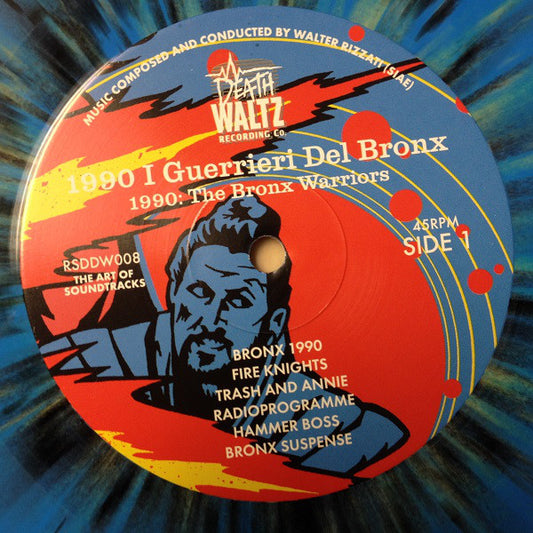 MUSIC COMPOSED AND CONDUCTED BY WALTER RIZZATI (SIAE)
DEATH
WALTZ
RECORDING CO.
1990 I Guerrieri Del Bronx
1990: The Bronx Warriors
RSDDW008
THE ART OF
SOUNDTRACKS
45RPM
SIDE 1
BRONX 1990
FIRE KNIGHTS
TRASH AND ANNIE
RADIOPROGRAMME
HAMMER BOSS
BRONX SUSPENSE